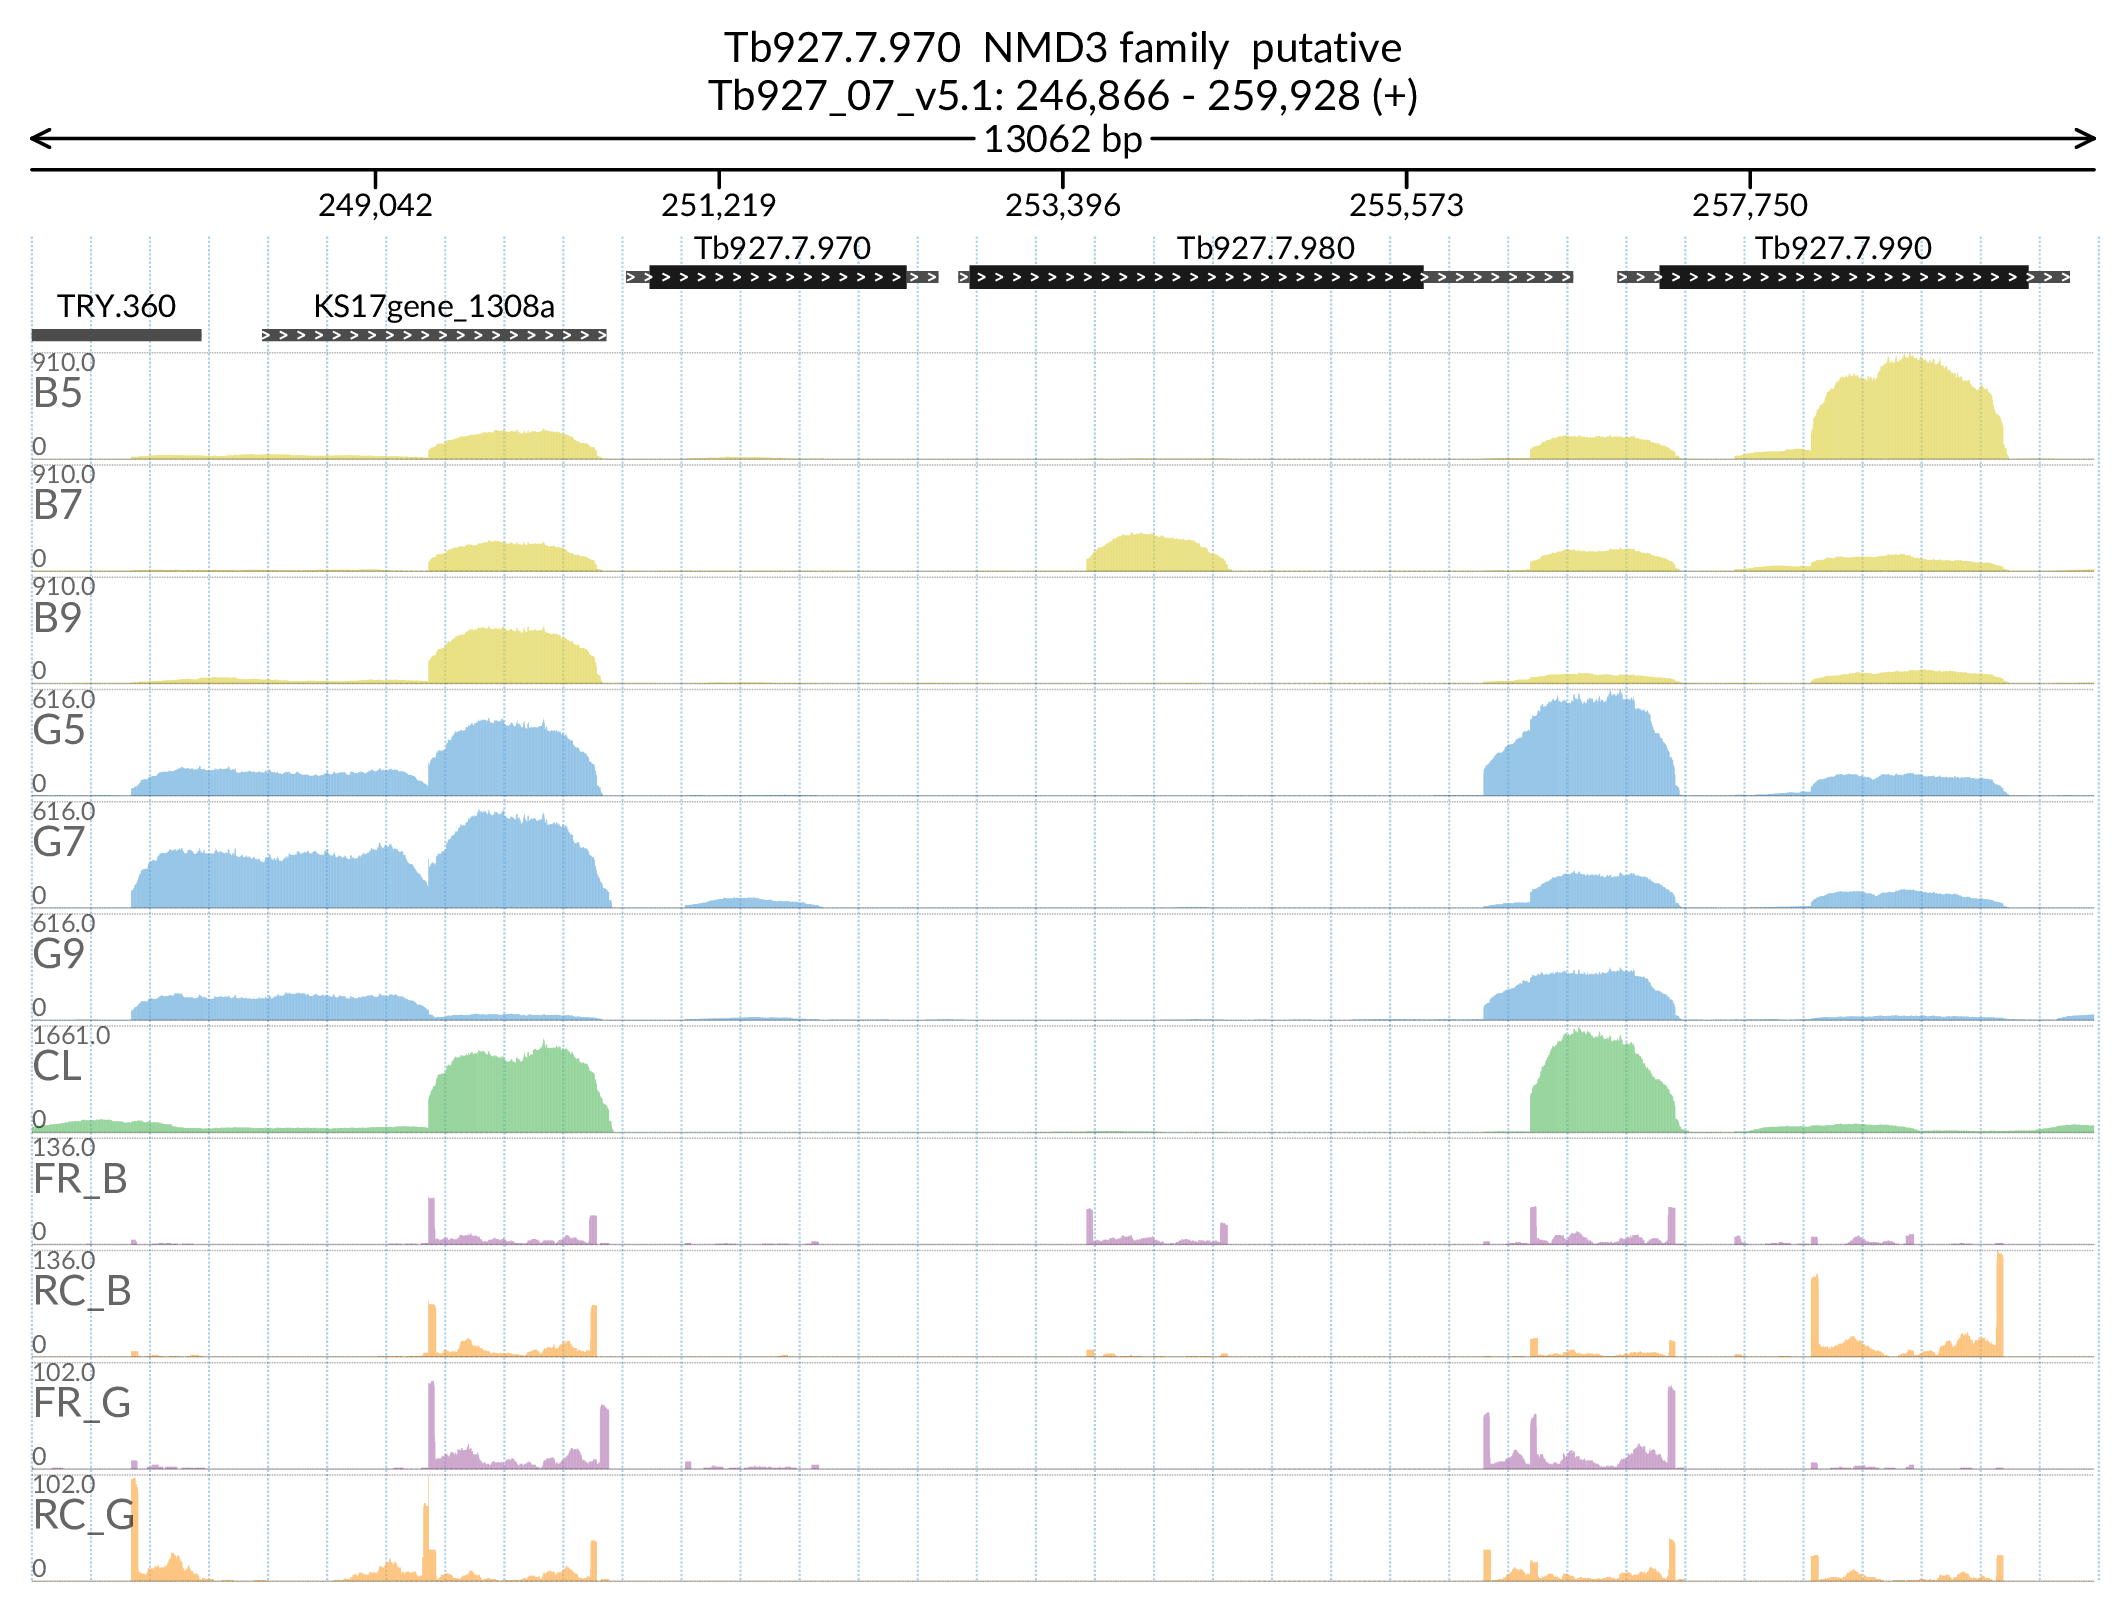 Tb927.7.970  NMD3 family  putative
Tb927_07_v5.1: 246,866 - 259,928 (+)
13062 bp
249,042 251,219 253,396 255,573 257,750
Tb927.7.970 Tb927.7.980 Tb927.7.990
TRY.360 KS17gene_1308a
910.0
B5
0
910.0
B7
0
910.0
B9
0
616.0
G5
0
616.0
G7
0
616.0
G9
0
1661.0
CL
0
136.0
FR_B
0
136.0
RC_B
0
102.0
FR_G
0
102.0
RC_G
0